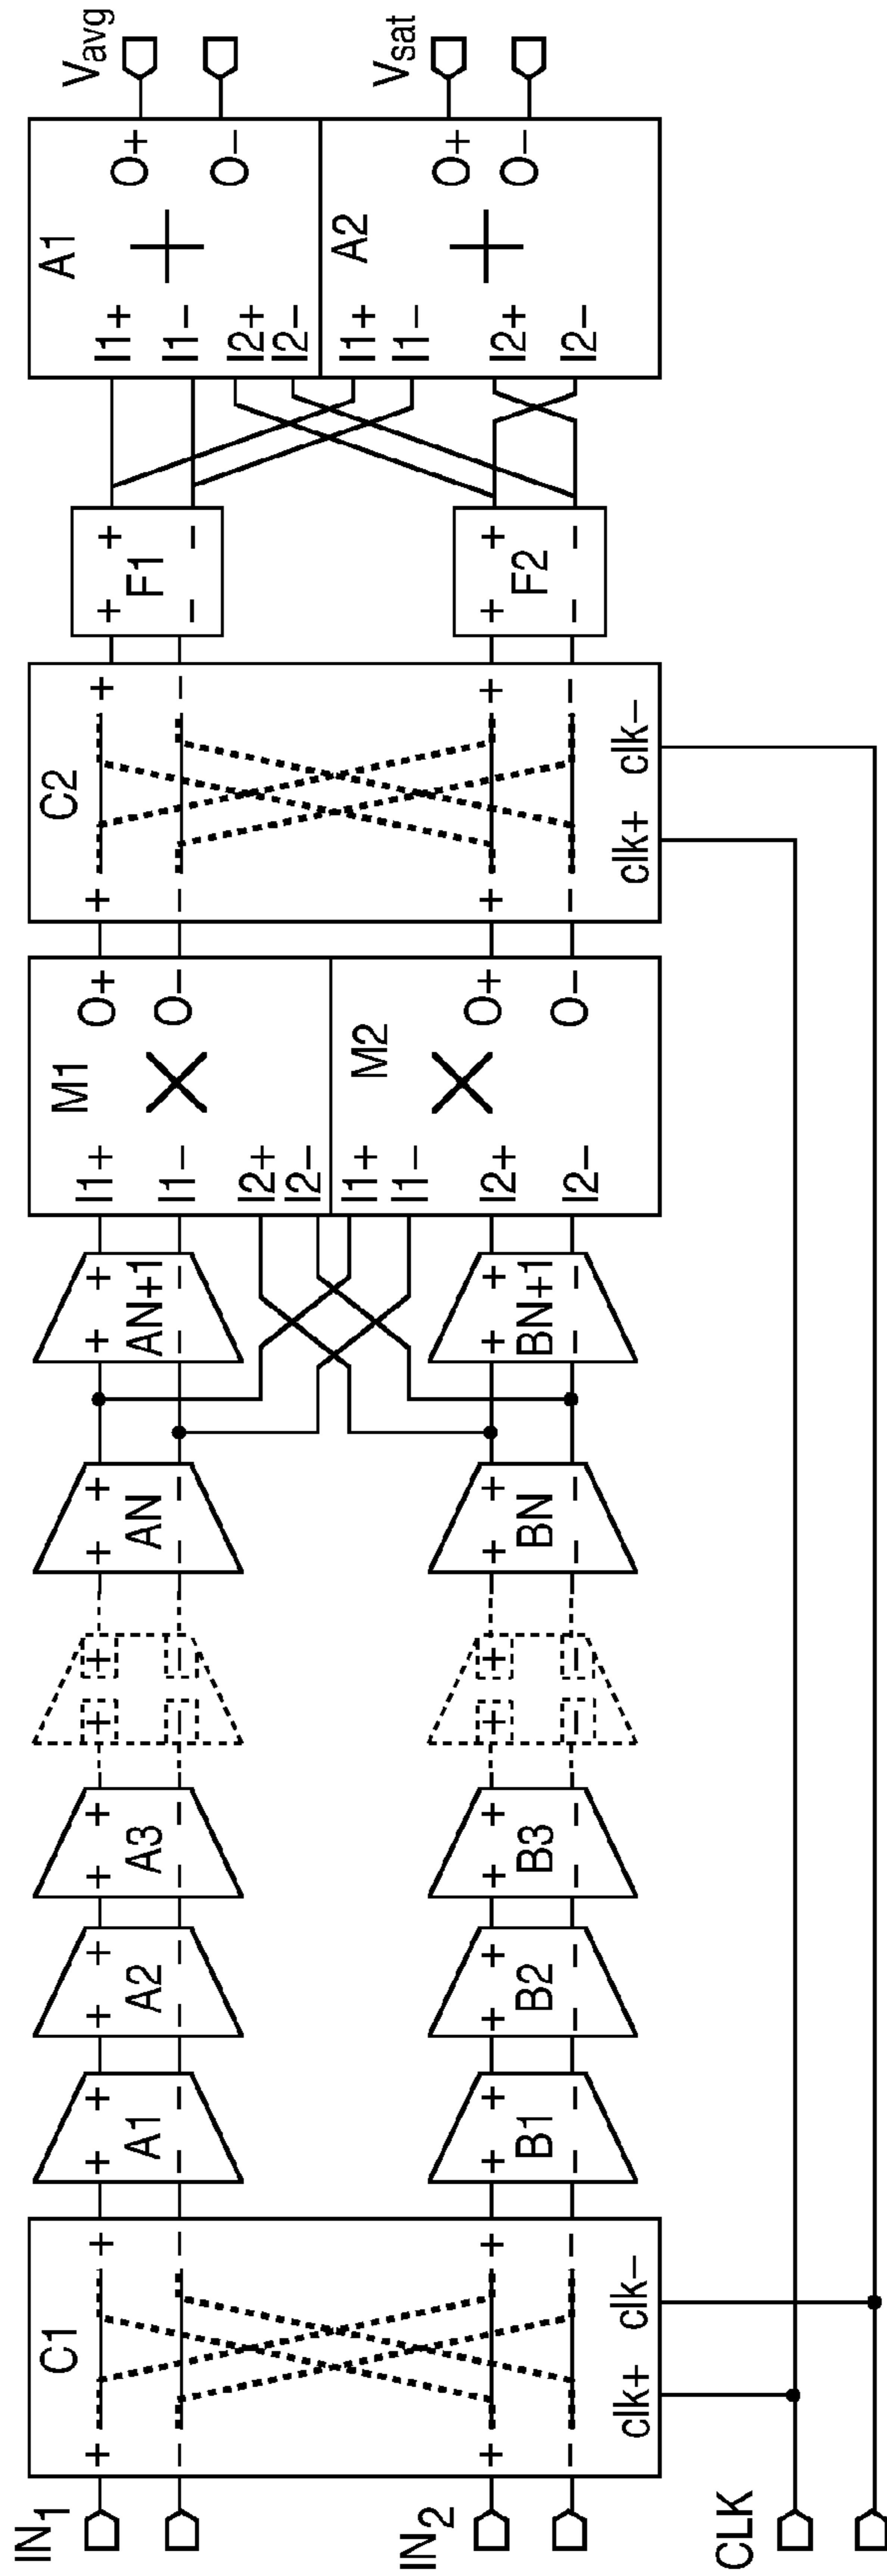 IN1
IN2
CLK
C1
+ +
− −
+ +
− −
clk+ clk−
+ A1 +
− −
+ A2 +
− −
+ A3 +
− −
+ +
− −
+ AN +
− −
+ AN+1 +
− −
+ B1 +
− −
+ B2 +
− −
+ B3 +
− −
+ +
− −
+ BN +
− −
+ BN+1 +
− −
M1
I1+ O+
I1− O−
×
I2+
I2−
M2
I1+
I1−
×
I2+ O+
I2− O−
C2
+ +
− −
+ +
− −
clk+ clk−
+ +
F1
− −
+ +
F2
− −
A1
I1+ O+
+
I1− O−
I2+
I2−
A2
I1+ O+
I1− O−
+
I2+
I2−
Vavg
Vsat